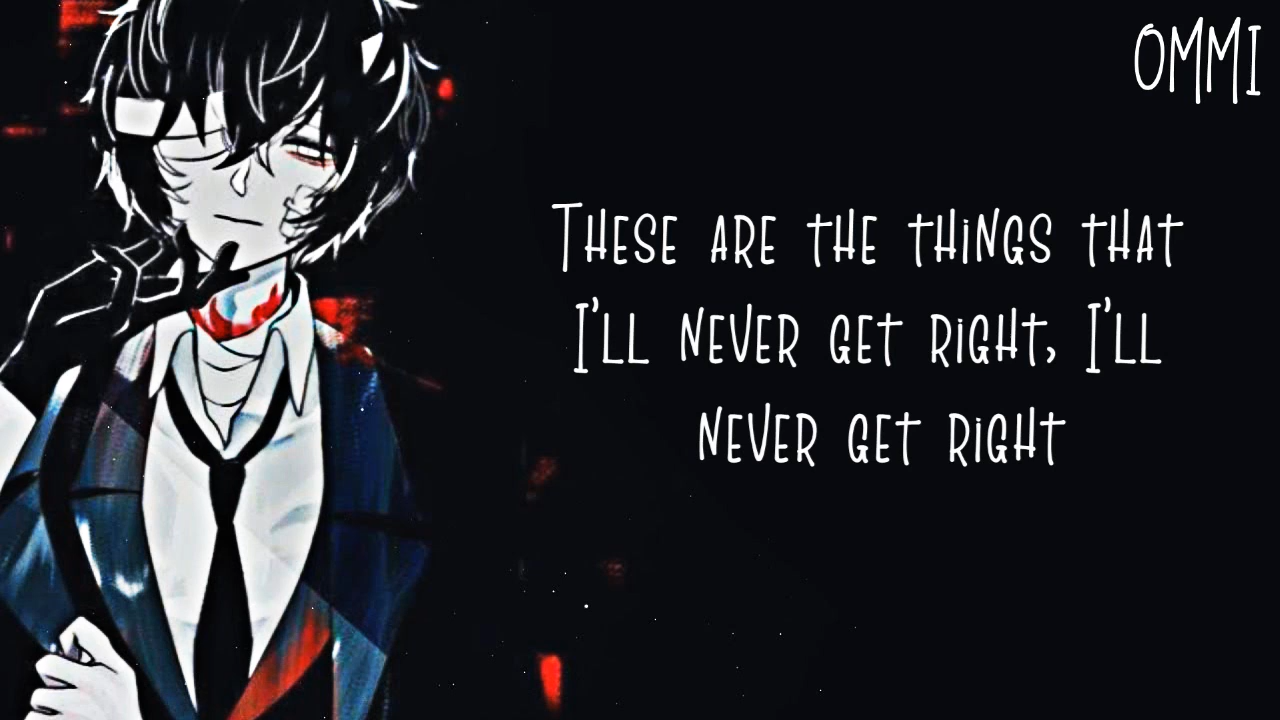 OMMI
These are the things that
I'll never get right, I'll
never get right